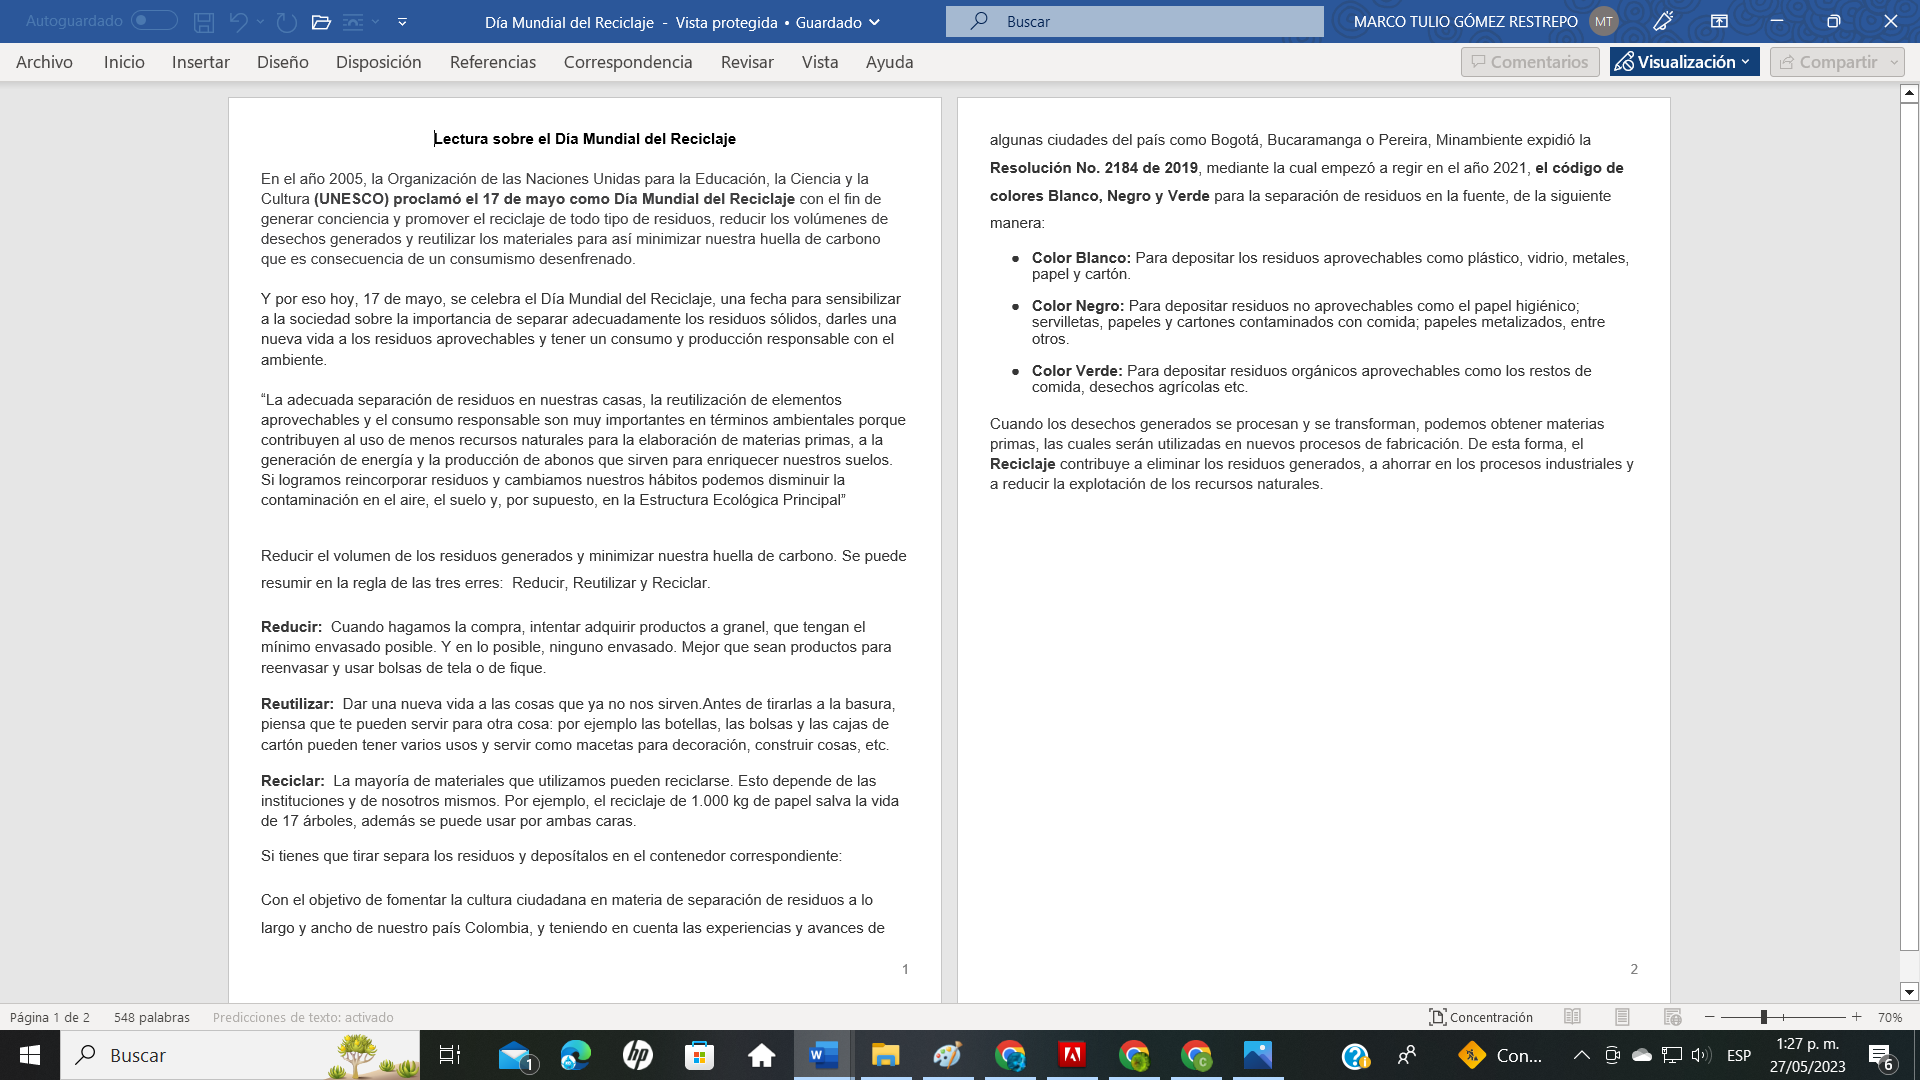 Autoguardado
Día Mundial del Reciclaje - Vista protegida • Guardado
Buscar
MARCO TULIO GÓMEZ RESTREPO
MT
Archivo Inicio Insertar Diseño Disposición Referencias Correspondencia Revisar Vista Ayuda
Comentarios
Visualización
Compartir
Lectura sobre el Día Mundial del Reciclaje
En el año 2005, la Organización de las Naciones Unidas para la Educación, la Ciencia y la
Cultura (UNESCO) proclamó el 17 de mayo como Día Mundial del Reciclaje con el fin de
generar conciencia y promover el reciclaje de todo tipo de residuos, reducir los volúmenes de
desechos generados y reutilizar los materiales para así minimizar nuestra huella de carbono
que es consecuencia de un consumismo desenfrenado.
Y por eso hoy, 17 de mayo, se celebra el Día Mundial del Reciclaje, una fecha para sensibilizar
a la sociedad sobre la importancia de separar adecuadamente los residuos sólidos, darles una
nueva vida a los residuos aprovechables y tener un consumo y producción responsable con el
ambiente.
“La adecuada separación de residuos en nuestras casas, la reutilización de elementos
aprovechables y el consumo responsable son muy importantes en términos ambientales porque
contribuyen al uso de menos recursos naturales para la elaboración de materias primas, a la
generación de energía y la producción de abonos que sirven para enriquecer nuestros suelos.
Si logramos reincorporar residuos y cambiamos nuestros hábitos podemos disminuir la
contaminación en el aire, el suelo y, por supuesto, en la Estructura Ecológica Principal”
Reducir el volumen de los residuos generados y minimizar nuestra huella de carbono. Se puede
resumir en la regla de las tres erres:  Reducir, Reutilizar y Reciclar.
Reducir:  Cuando hagamos la compra, intentar adquirir productos a granel, que tengan el
mínimo envasado posible. Y en lo posible, ninguno envasado. Mejor que sean productos para
reenvasar y usar bolsas de tela o de fique.
Reutilizar:  Dar una nueva vida a las cosas que ya no nos sirven.Antes de tirarlas a la basura,
piensa que te pueden servir para otra cosa: por ejemplo las botellas, las bolsas y las cajas de
cartón pueden tener varios usos y servir como macetas para decoración, construir cosas, etc.
Reciclar:  La mayoría de materiales que utilizamos pueden reciclarse. Esto depende de las
instituciones y de nosotros mismos. Por ejemplo, el reciclaje de 1.000 kg de papel salva la vida
de 17 árboles, además se puede usar por ambas caras.
Si tienes que tirar separa los residuos y deposítalos en el contenedor correspondiente:
Con el objetivo de fomentar la cultura ciudadana en materia de separación de residuos a lo
largo y ancho de nuestro país Colombia, y teniendo en cuenta las experiencias y avances de
1
algunas ciudades del país como Bogotá, Bucaramanga o Pereira, Minambiente expidió la
Resolución No. 2184 de 2019, mediante la cual empezó a regir en el año 2021, el código de
colores Blanco, Negro y Verde para la separación de residuos en la fuente, de la siguiente
manera:
● Color Blanco: Para depositar los residuos aprovechables como plástico, vidrio, metales,
papel y cartón.
● Color Negro: Para depositar residuos no aprovechables como el papel higiénico;
servilletas, papeles y cartones contaminados con comida; papeles metalizados, entre
otros.
● Color Verde: Para depositar residuos orgánicos aprovechables como los restos de
comida, desechos agrícolas etc.
Cuando los desechos generados se procesan y se transforman, podemos obtener materias
primas, las cuales serán utilizadas en nuevos procesos de fabricación. De esta forma, el
Reciclaje contribuye a eliminar los residuos generados, a ahorrar en los procesos industriales y
a reducir la explotación de los recursos naturales.
2
Página 1 de 2 548 palabras Predicciones de texto: activado
Concentración
70%
Buscar
1
hp
Con...
ESP
1:27 p. m.
27/05/2023
6